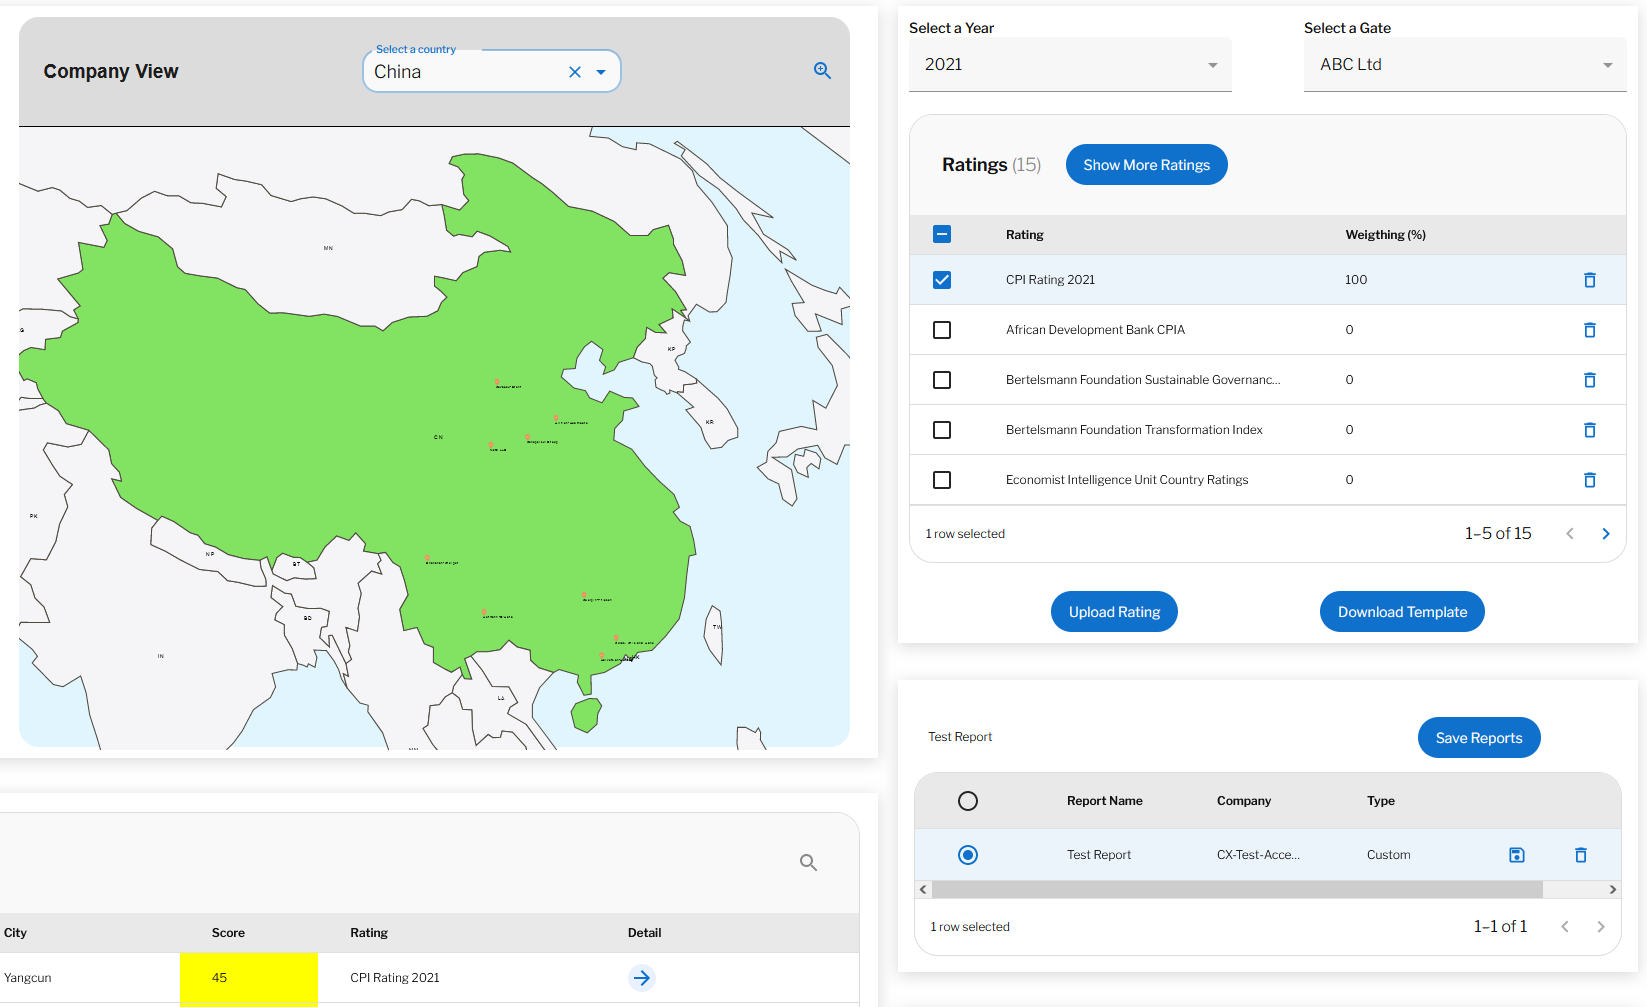 Company View
Select a country
China
MN
KP
KR
CN
PK
NP
BT
BD
IN
TW
LA
Select a Year
2021
Select a Gate
ABC Ltd
Ratings (15)
Show More Ratings
Rating Weigthing (%)
CPI Rating 2021 100
African Development Bank CPIA 0
Bertelsmann Foundation Sustainable Governanc... 0
Bertelsmann Foundation Transformation Index 0
Economist Intelligence Unit Country Ratings 0
1 row selected 1–5 of 15
Upload Rating
Download Template
Test Report
Save Reports
Report Name Company Type
Test Report CX-Test-Acce... Custom
1 row selected 1–1 of 1
City Score Rating Detail
Yangcun 45 CPI Rating 2021